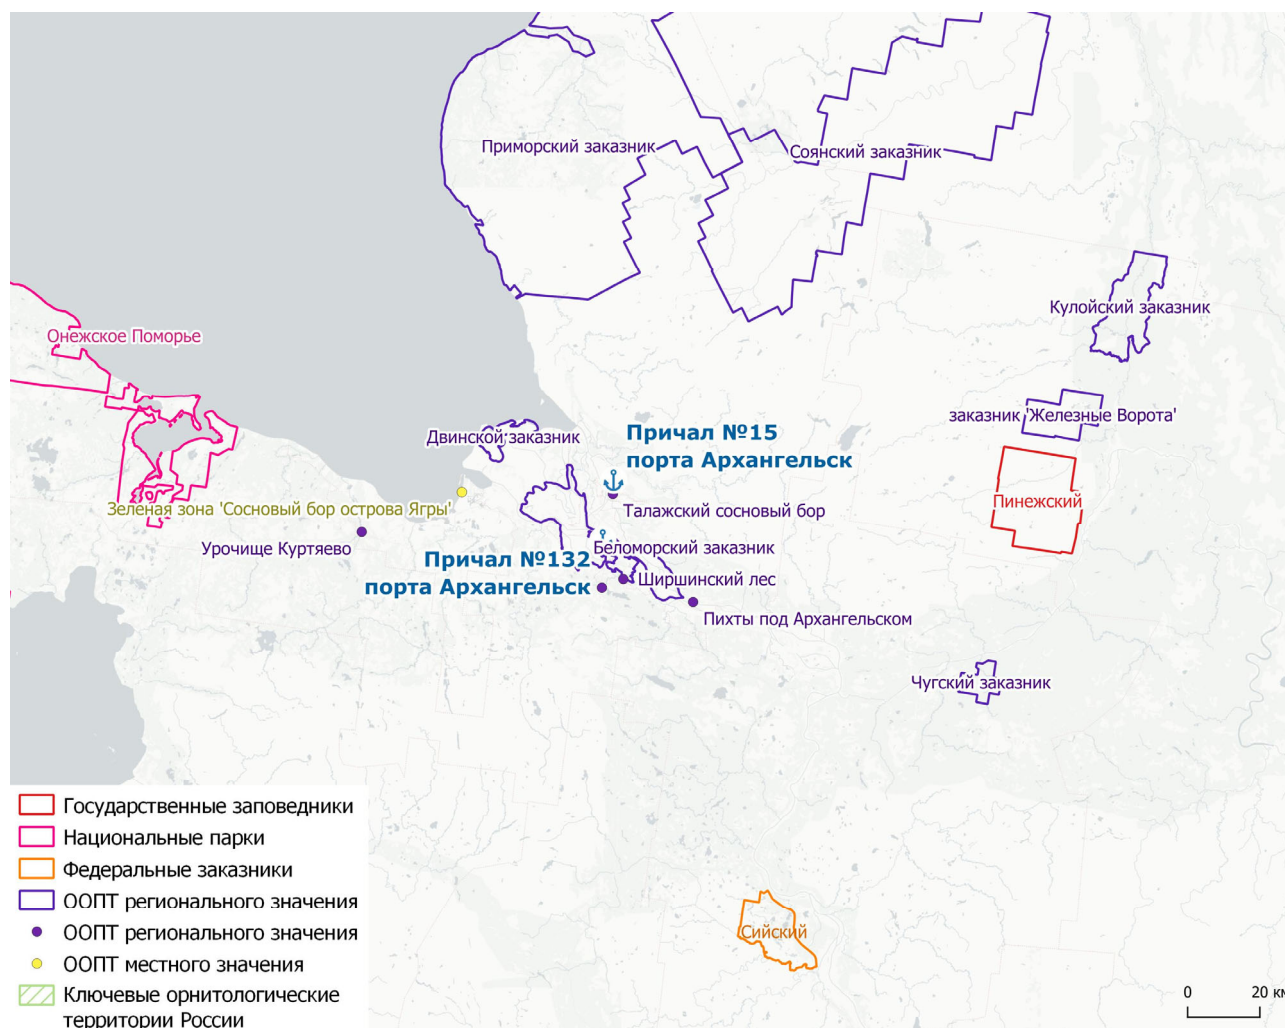 Приморский заказник
Соянский заказник
Кулойский заказник
Онежское Поморье
заказник 'Железные Ворота'
Двинской заказник
Причал №15
порта Архангельск
Пинежский
Зеленая зона 'Сосновый бор острова Ягры'
Талажский сосновый бор
Урочище Куртяево
Беломорский заказник
Причал №132
порта Архангельск
Ширшинский лес
Пихты под Архангельском
Чугский заказник
Сийский
Государственные заповедники
Национальные парки
Федеральные заказники
ООПТ регионального значения
ООПТ регионального значения
ООПТ местного значения
Ключевые орнитологические
территории России
0 20 км